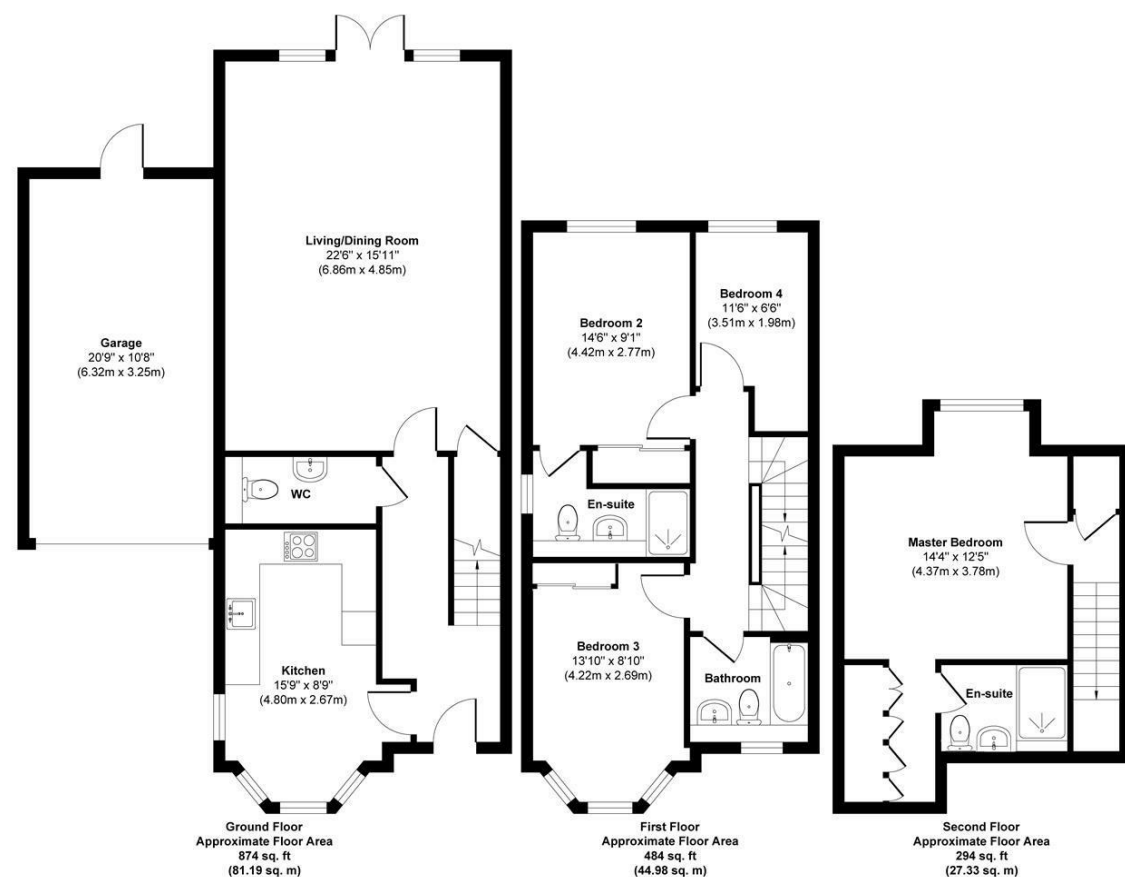 Living/Dining Room
22'6" x 15'11"
(6.86m x 4.85m)
Garage
20'9" x 10'8"
(6.32m x 3.25m)
WC
Kitchen
15'9" x 8'9"
(4.80m x 2.67m)
Ground Floor
Approximate Floor Area
874 sq. ft
(81.19 sq. m)
Bedroom 2
14'6" x 9'1"
(4.42m x 2.77m)
Bedroom 4
11'6" x 6'6"
(3.51m x 1.98m)
En-suite
Bedroom 3
13'10" x 8'10"
(4.22m x 2.69m)
Bathroom
First Floor
Approximate Floor Area
484 sq. ft
(44.98 sq. m)
Master Bedroom
14'4" x 12'5"
(4.37m x 3.78m)
En-suite
Second Floor
Approximate Floor Area
294 sq. ft
(27.33 sq. m)